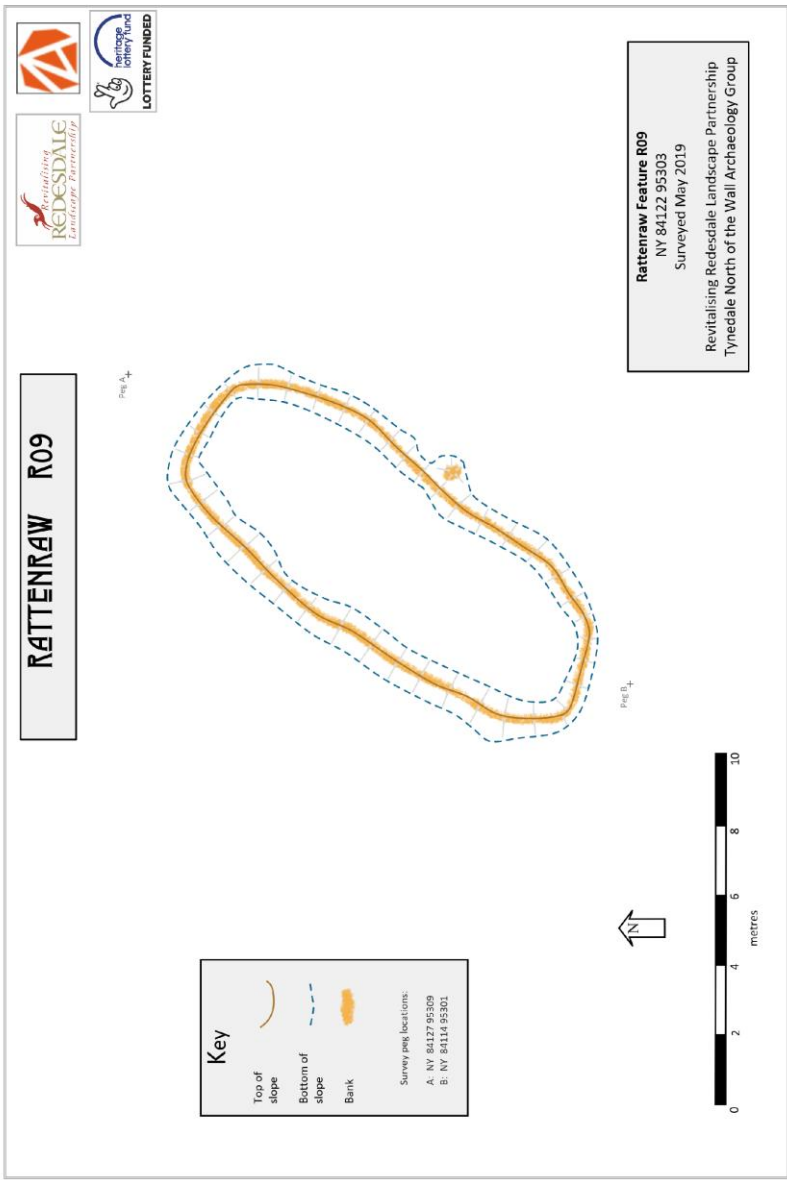 RATTENRAW R09
Revitalising
REDESDALE
Landscape Partnership
heritage
lottery fund
LOTTERY FUNDED
Peg A
Peg B
Key
Top of
slope
Bottom of
slope
Bank
Survey peg locations:
A: NY 84127 95309
B: NY 84114 95301
N
0 2 4 6 8 10
metres
Rattenraw Feature R09
NY 84122 95303
Surveyed May 2019
Revitalising Redesdale Landscape Partnership
Tynedale North of the Wall Archaeology Group